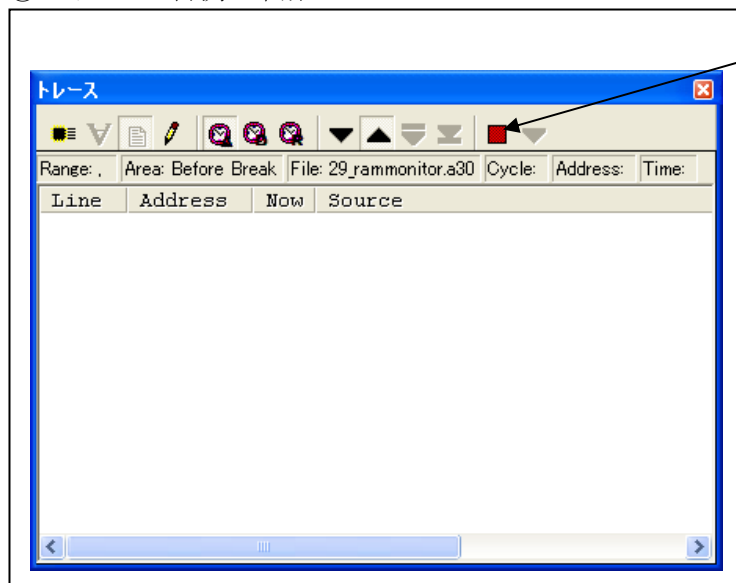 トレース
Range: , Area: Before Break File: 29_rammonitor.a30 Cycle: Address: Time:
Line Address Now Source